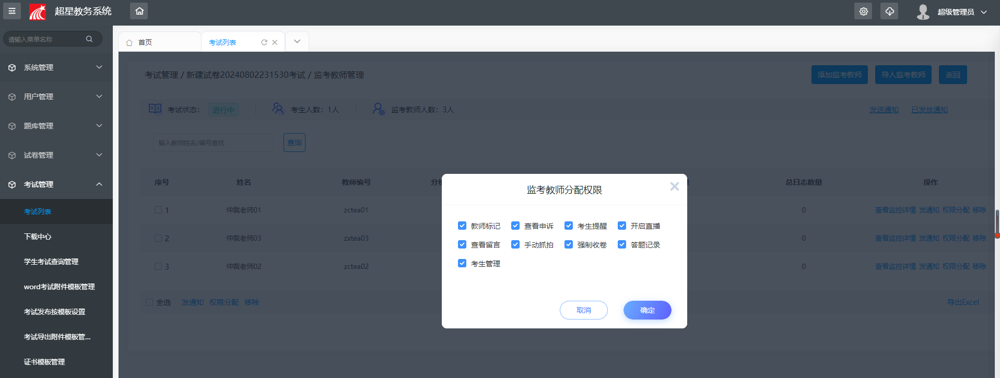 超星教务系统
超级管理员
请输入菜单名称
首页
考试列表
系统管理
用户管理
题库管理
试卷管理
考试管理
考试列表
下载中心
学生考试查询管理
word考试附件模板管理
考试发布按模板设置
考试导出附件模板管...
证书模板管理
考试管理 / 新建试卷20240802231530考试 / 监考教师管理
添加监考教师 导入监考教师 返回
考试状态： 进行中 考生人数：1人 监考教师人数：3人 发送通知 已发放通知
输入教师姓名/编号查找 查询
序号 姓名 教师编号 总日志数量 操作
1 仲裁老师01 zctea01 0 查看监控详情 发通知 权限分配 移除
2 仲裁老师03 zxtea03 0 查看监控详情 发通知 权限分配 移除
3 仲裁老师02 zctea02 0 查看监控详情 发通知 权限分配 移除
全选 发通知 权限分配 移除 导出Excel
监考教师分配权限
教师标记 查看申诉 考生提醒 开启直播
查看留言 手动抓拍 强制收卷 答题记录
考生管理
取消 确定